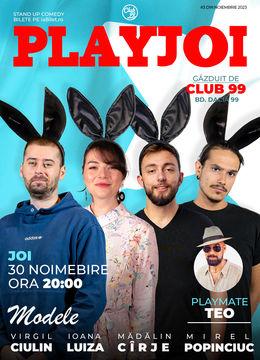 STAND UP COMEDY
BILETE PE iaBilet.ro
#3 DIN NOIEMBRIE 2023
PLAYJOI
GĂZDUIT DE
CLUB 99
BD. DACIA 99
JOI
30 NOIMEBIRE
ORA 20:00
PLAYMATE
TEO
Modele
VIRGIL
CIULIN
IOANA
LUIZA
MĂDĂLIN
CÎRJE
MIREL
POPINCIUC